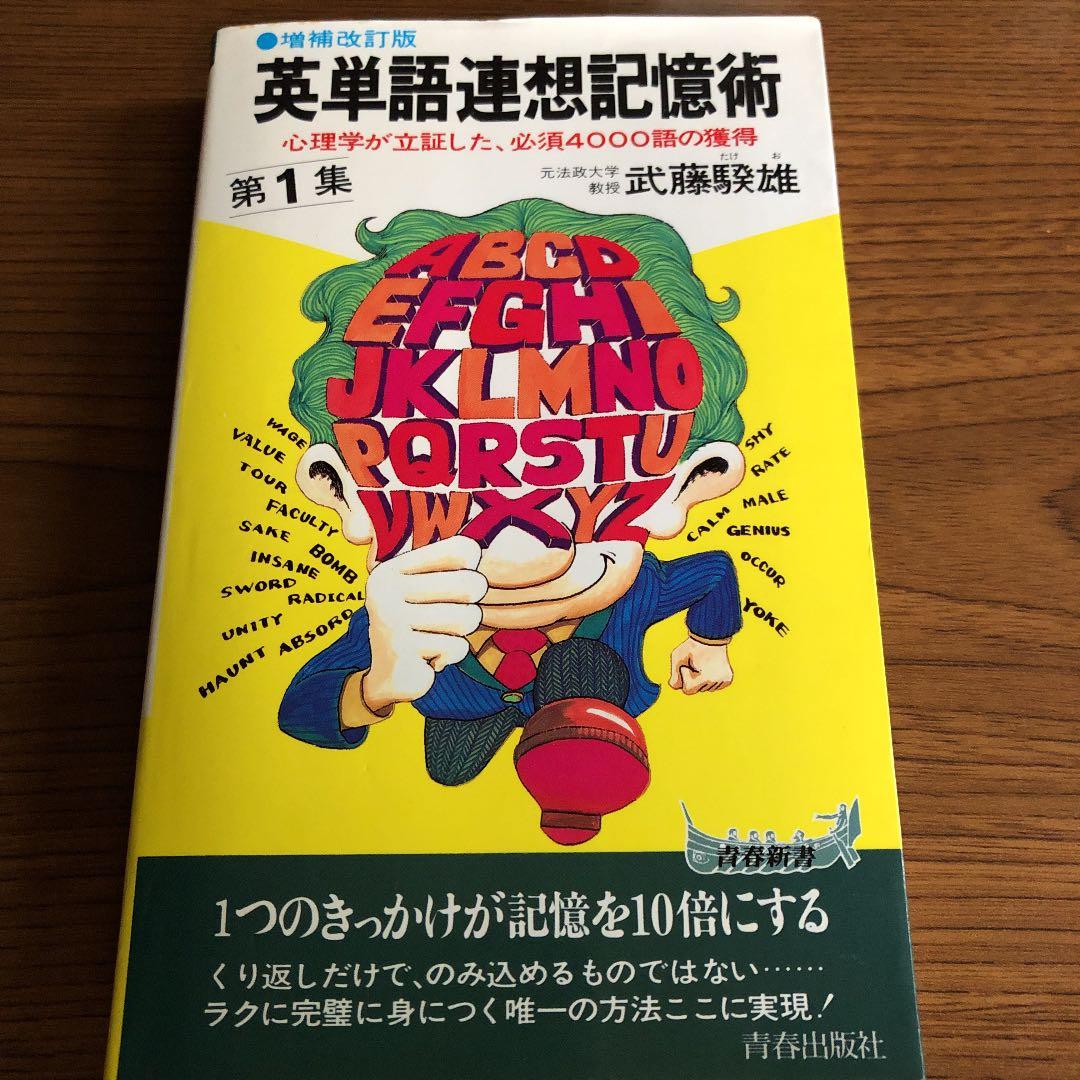 ●増補改訂版
英単語連想記憶術
心理学が立証した、必須4000語の獲得
第1集
元法政大学
教授
たけ お
武藤騤雄
ABCD
EFGHI
JKLMNO
PQRSTU
VWXYZ
WAGE
VALUE
TOUR
FACULTY
SAKE
BOMB
INSANE
SWORD
RADICAL
UNITY
ABSORD
HAUNT
SHY
RATE
MALE
CALM
GENIUS
OCCUR
YOKE
青春新書
1つのきっかけが記憶を10倍にする
くり返しだけで、のみ込めるものではない……
ラクに完璧に身につく唯一の方法ここに実現!
青春出版社